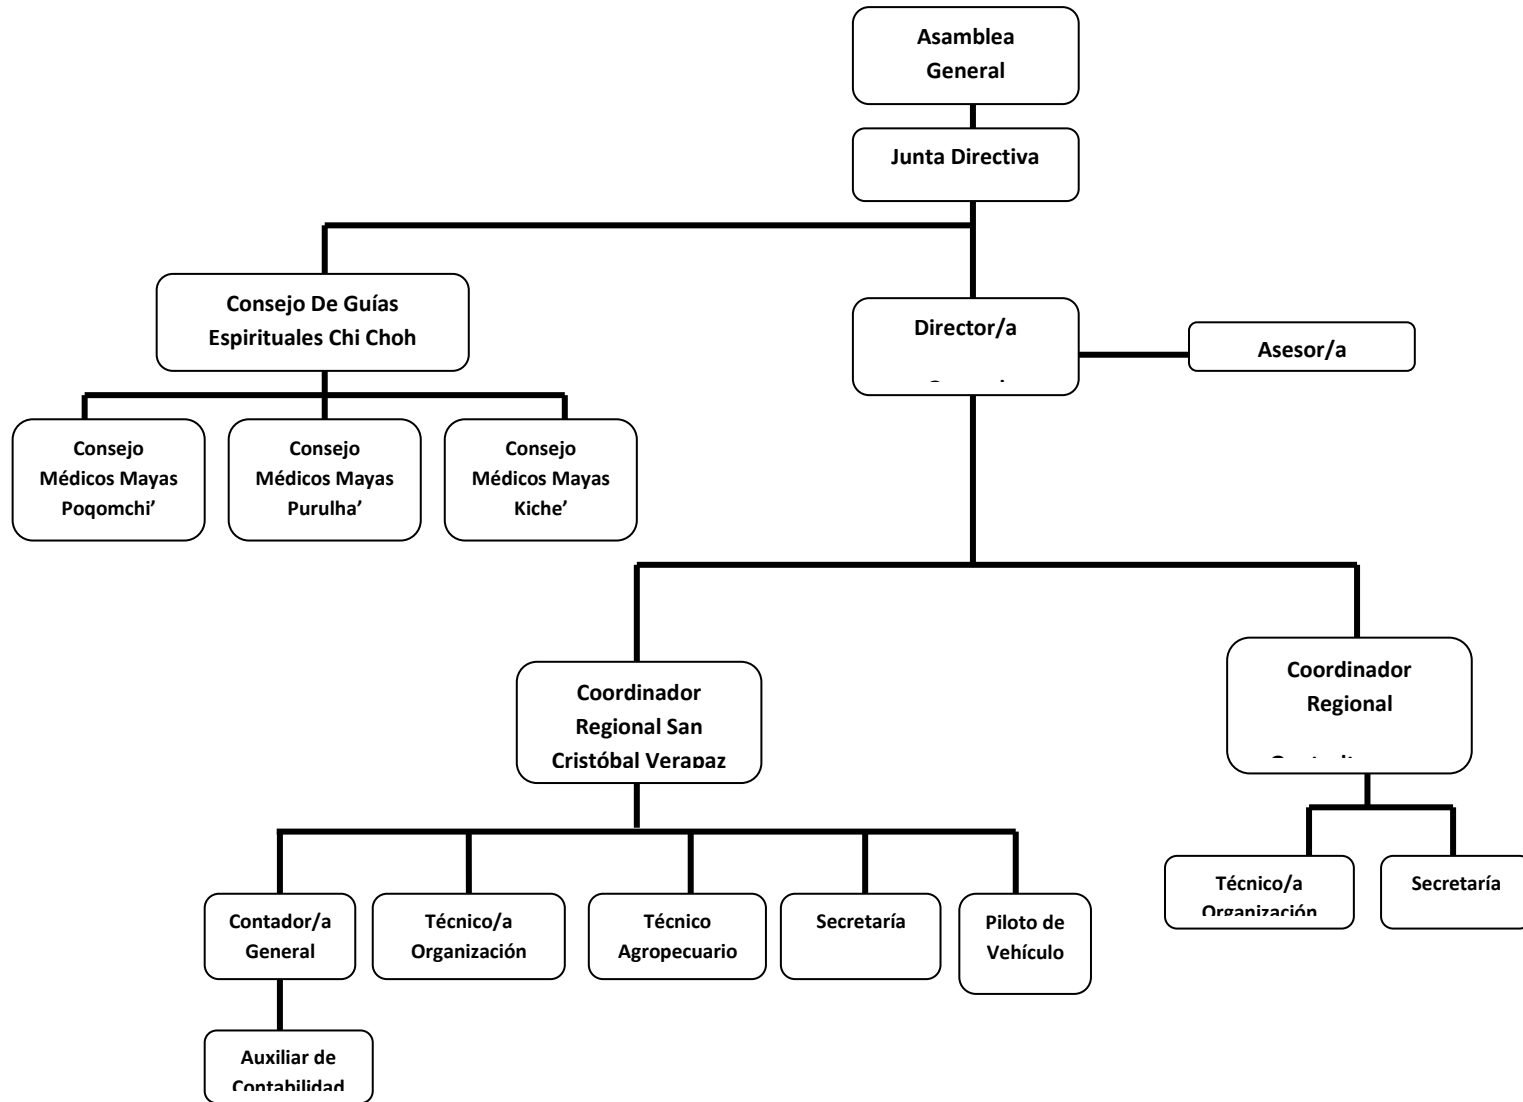 Asamblea
General
Junta Directiva
Consejo De Guías
Espirituales Chi Choh
Director/a
Asesor/a
Consejo
Médicos Mayas
Poqomchi’
Consejo
Médicos Mayas
Purulha’
Consejo
Médicos Mayas
Kiche’
Coordinador
Regional San
Cristóbal Verapaz
Coordinador
Regional
Contador/a
General
Técnico/a
Organización
Técnico
Agropecuario
Secretaría
Piloto de
Vehículo
Técnico/a
Organización
Secretaría
Auxiliar de
Contabilidad